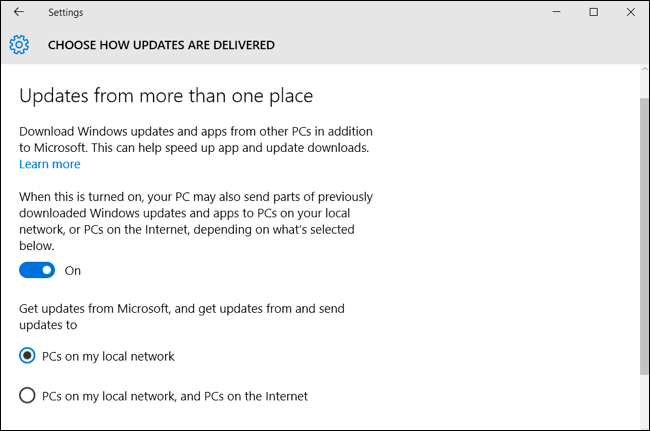 Settings
CHOOSE HOW UPDATES ARE DELIVERED
Updates from more than one place
Download Windows updates and apps from other PCs in addition
to Microsoft. This can help speed up app and update downloads.
Learn more
When this is turned on, your PC may also send parts of previously
downloaded Windows updates and apps to PCs on your local
network, or PCs on the Internet, depending on what's selected
below.
On
Get updates from Microsoft, and get updates from and send
updates to
PCs on my local network
PCs on my local network, and PCs on the Internet